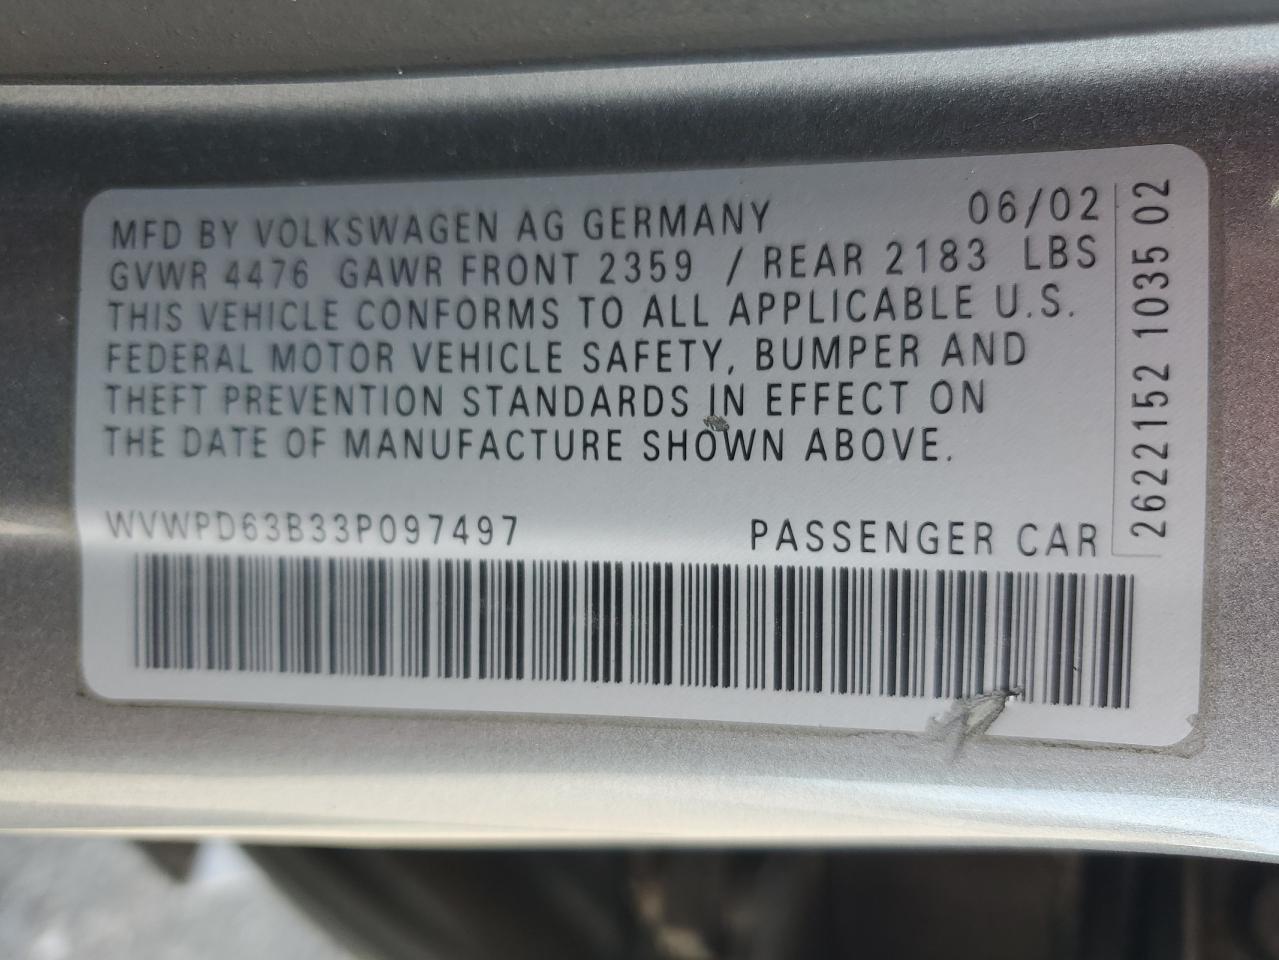 MFD BY VOLKSWAGEN AG GERMANY 06/02
GVWR 4476 GAWR FRONT 2359 / REAR 2183 LBS
THIS VEHICLE CONFORMS TO ALL APPLICABLE U.S.
FEDERAL MOTOR VEHICLE SAFETY, BUMPER AND
THEFT PREVENTION STANDARDS IN EFFECT ON
THE DATE OF MANUFACTURE SHOWN ABOVE.
WVWPD63B33P097497 PASSENGER CAR
2622152 1035 02